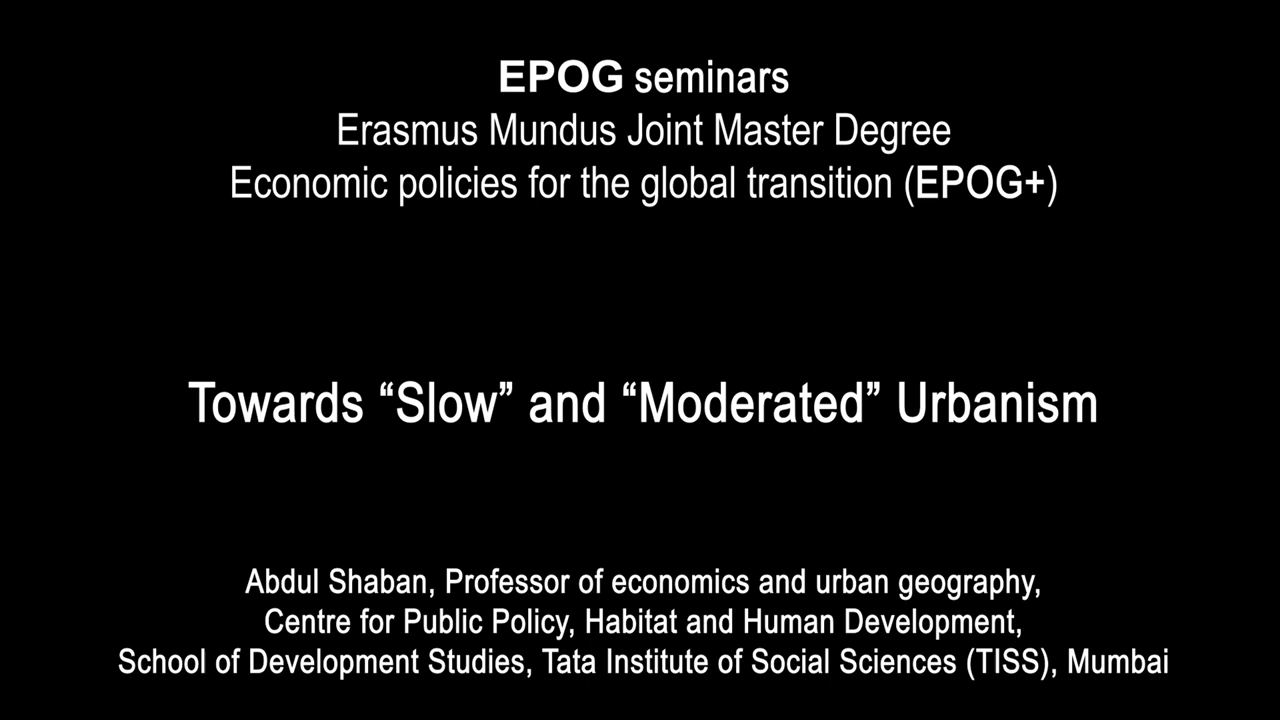 EPOG seminars
Erasmus Mundus Joint Master Degree
Economic policies for the global transition (EPOG+)
Towards “Slow” and “Moderated” Urbanism
Abdul Shaban, Professor of economics and urban geography,
Centre for Public Policy, Habitat and Human Development,
School of Development Studies, Tata Institute of Social Sciences (TISS), Mumbai